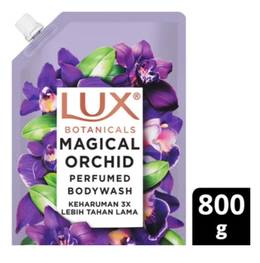 LUX
BOTANICALS
MAGICAL
ORCHID
PERFUMED
BODYWASH
KEHARUMAN 3X
LEBIH TAHAN LAMA
800
g